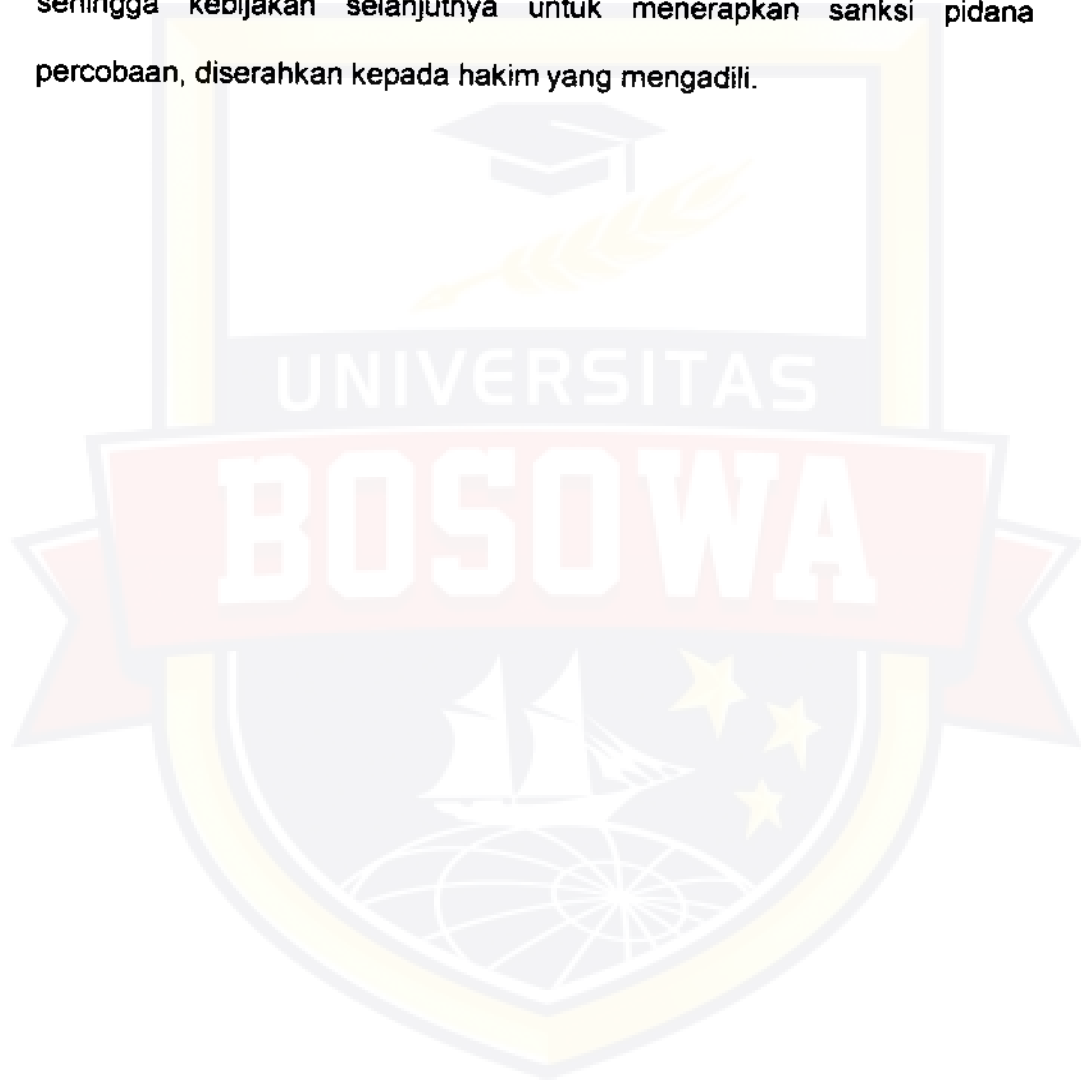 sehingga kebijakan selanjutnya untuk menerapkan sanksi pidana
percobaan, diserahkan kepada hakim yang mengadili.
UNIVERSITAS
BOSOWA